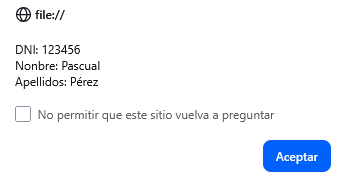 file://
DNI: 123456
Nonbre: Pascual
Apellidos: Pérez
No permitir que este sitio vuelva a preguntar
Aceptar